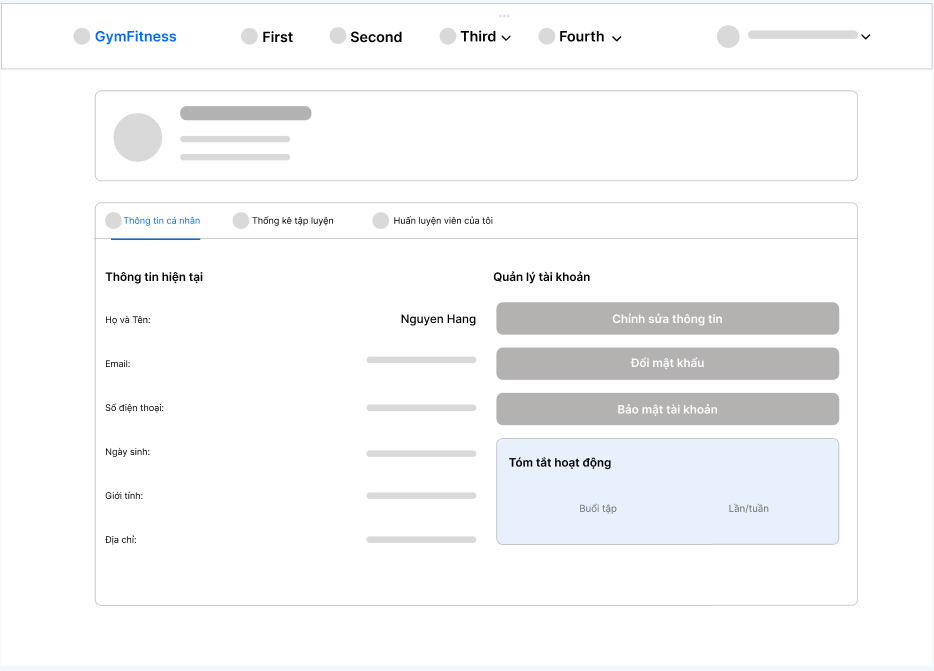 GymFitness First Second Third Fourth
Thông tin cá nhân Thống kê tập luyện Huấn luyện viên của tôi
Thông tin hiện tại
Họ và Tên: Nguyen Hang
Email:
Số điện thoại:
Ngày sinh:
Giới tính:
Địa chỉ:
Quản lý tài khoản
Chỉnh sửa thông tin
Đổi mật khẩu
Bảo mật tài khoản
Tóm tắt hoạt động
Buổi tập Lần/tuần